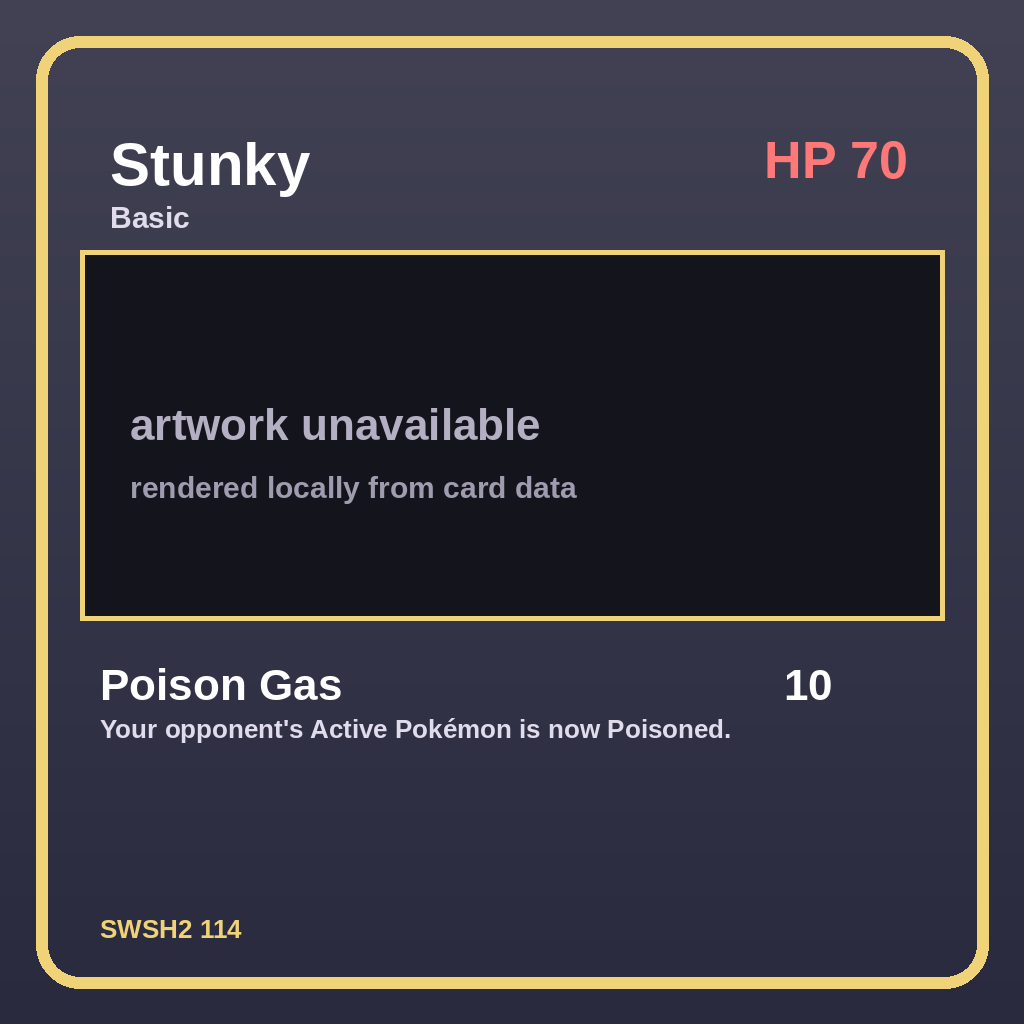 Stunky
HP 70
Basic
artwork unavailable
rendered locally from card data
Poison Gas
10
Your opponent's Active Pokémon is now Poisoned.
SWSH2 114